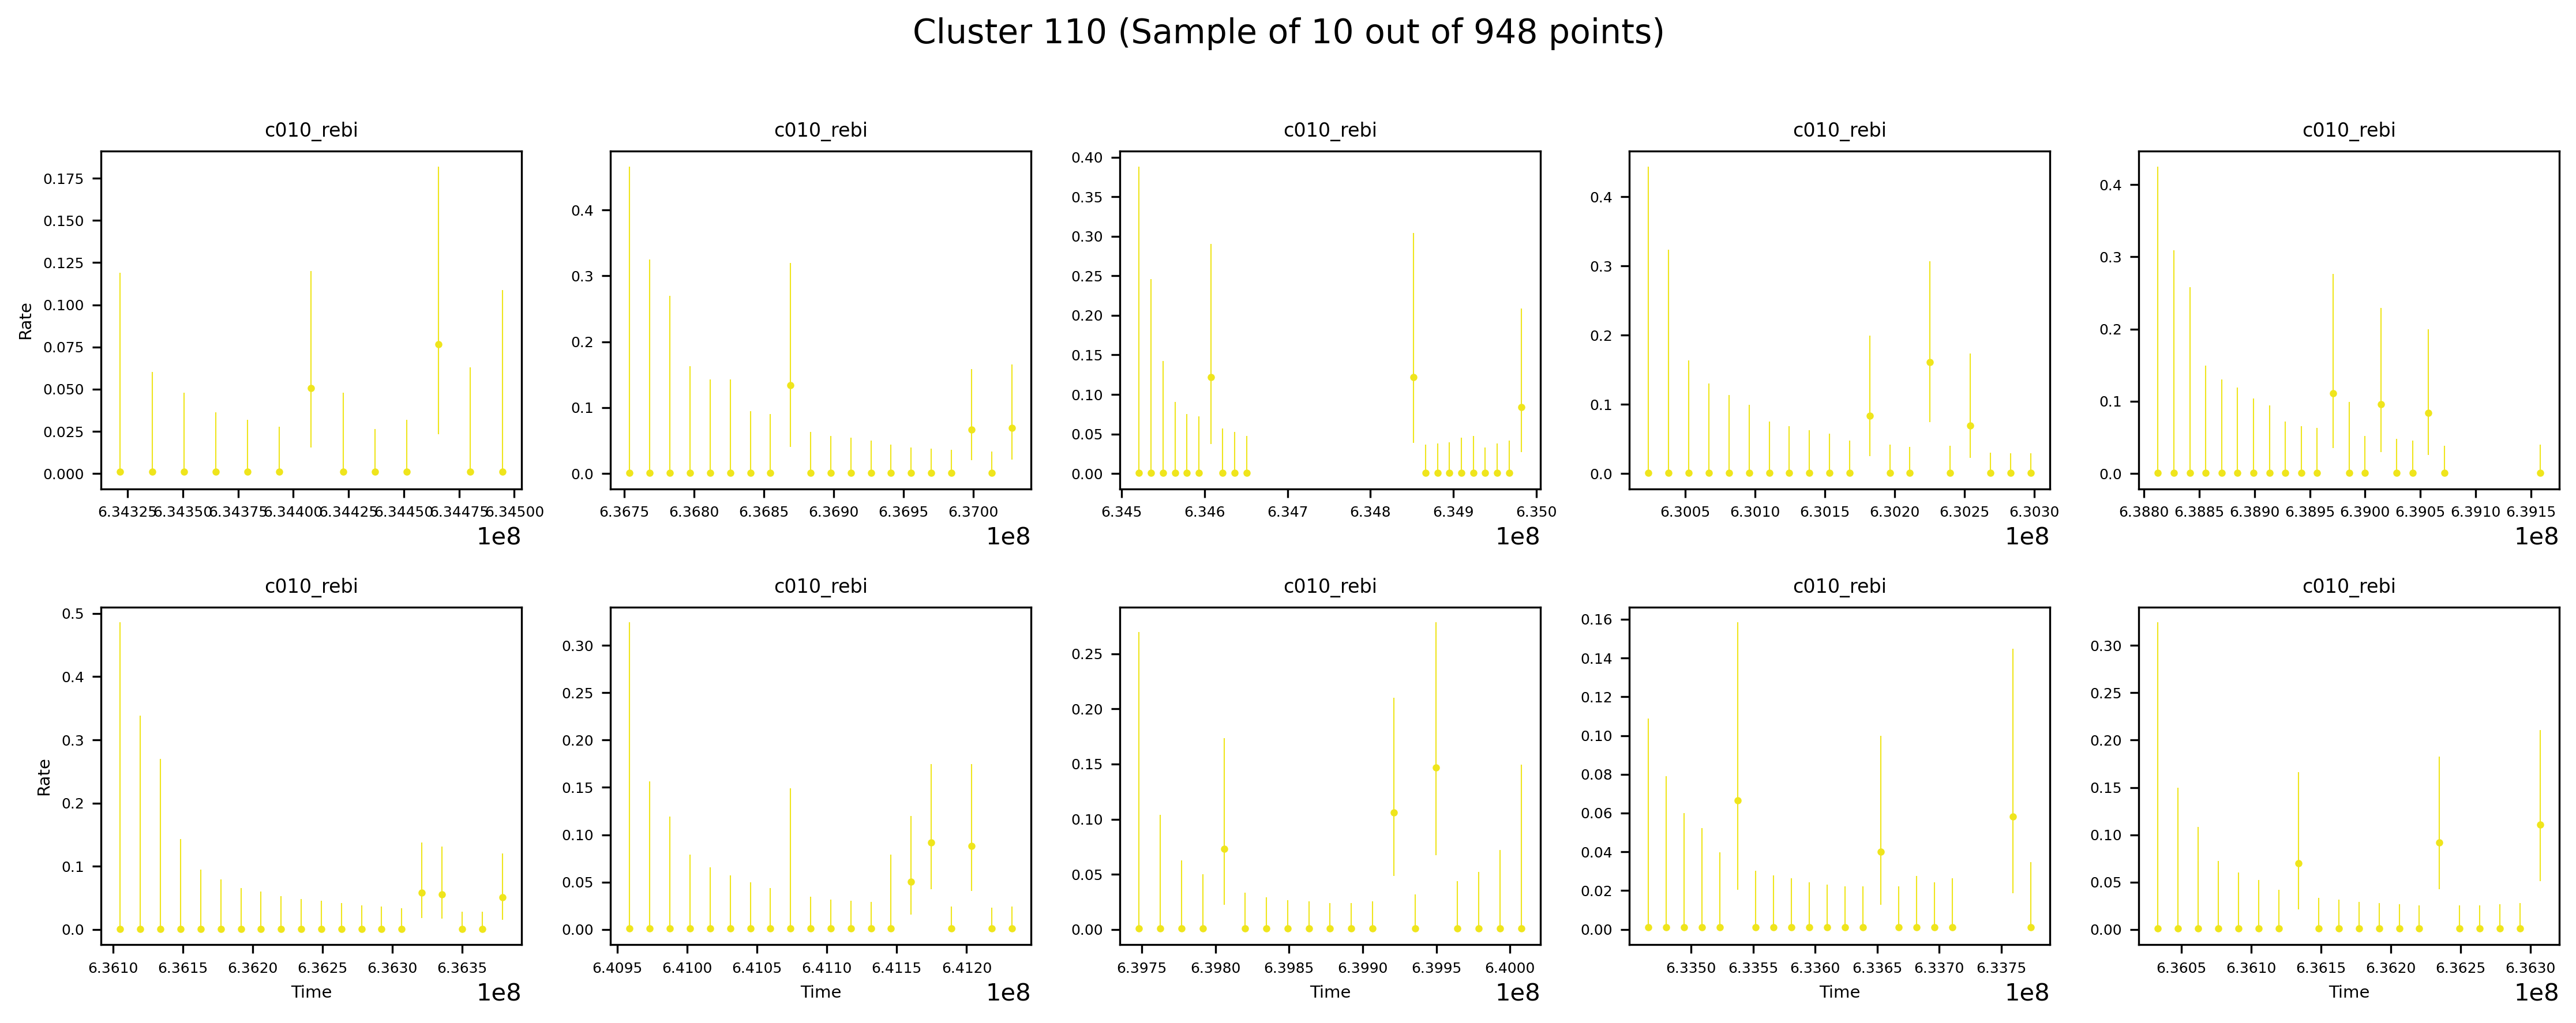 Cluster 110 (Sample of 10 out of 948 points)
c010_rebi c010_rebi c010_rebi c010_rebi c010_rebi
Rate
0.175
0.150
0.125
0.100
0.075
0.050
0.025
0.000
6.34325 6.34350 6.34375 6.34400 6.34425 6.34450 6.34475 6.34500
1e8
0.4
0.3
0.2
0.1
0.0
6.3675 6.3680 6.3685 6.3690 6.3695 6.3700
1e8
0.40
0.35
0.30
0.25
0.20
0.15
0.10
0.05
0.00
6.345 6.346 6.347 6.348 6.349 6.350
1e8
0.4
0.3
0.2
0.1
0.0
6.3005 6.3010 6.3015 6.3020 6.3025 6.3030
1e8
0.4
0.3
0.2
0.1
0.0
6.3880 6.3885 6.3890 6.3895 6.3900 6.3905 6.3910 6.3915
1e8
c010_rebi c010_rebi c010_rebi c010_rebi c010_rebi
Rate
0.5
0.4
0.3
0.2
0.1
0.0
6.3610 6.3615 6.3620 6.3625 6.3630 6.3635
Time
1e8
0.30
0.25
0.20
0.15
0.10
0.05
0.00
6.4095 6.4100 6.4105 6.4110 6.4115 6.4120
Time
1e8
0.25
0.20
0.15
0.10
0.05
0.00
6.3975 6.3980 6.3985 6.3990 6.3995 6.4000
Time
1e8
0.16
0.14
0.12
0.10
0.08
0.06
0.04
0.02
0.00
6.3350 6.3355 6.3360 6.3365 6.3370 6.3375
Time
1e8
0.30
0.25
0.20
0.15
0.10
0.05
0.00
6.3605 6.3610 6.3615 6.3620 6.3625 6.3630
Time
1e8